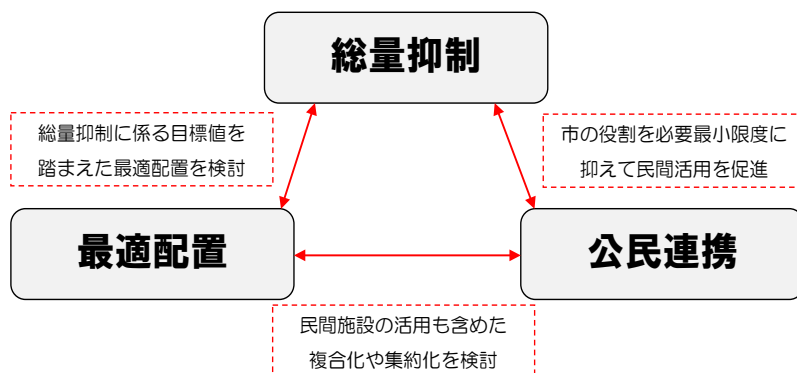 総量抑制
総量抑制に係る目標値を
踏まえた最適配置を検討
市の役割を必要最小限度に
抑えて民間活用を促進
最適配置
公民連携
民間施設の活用も含めた
複合化や集約化を検討